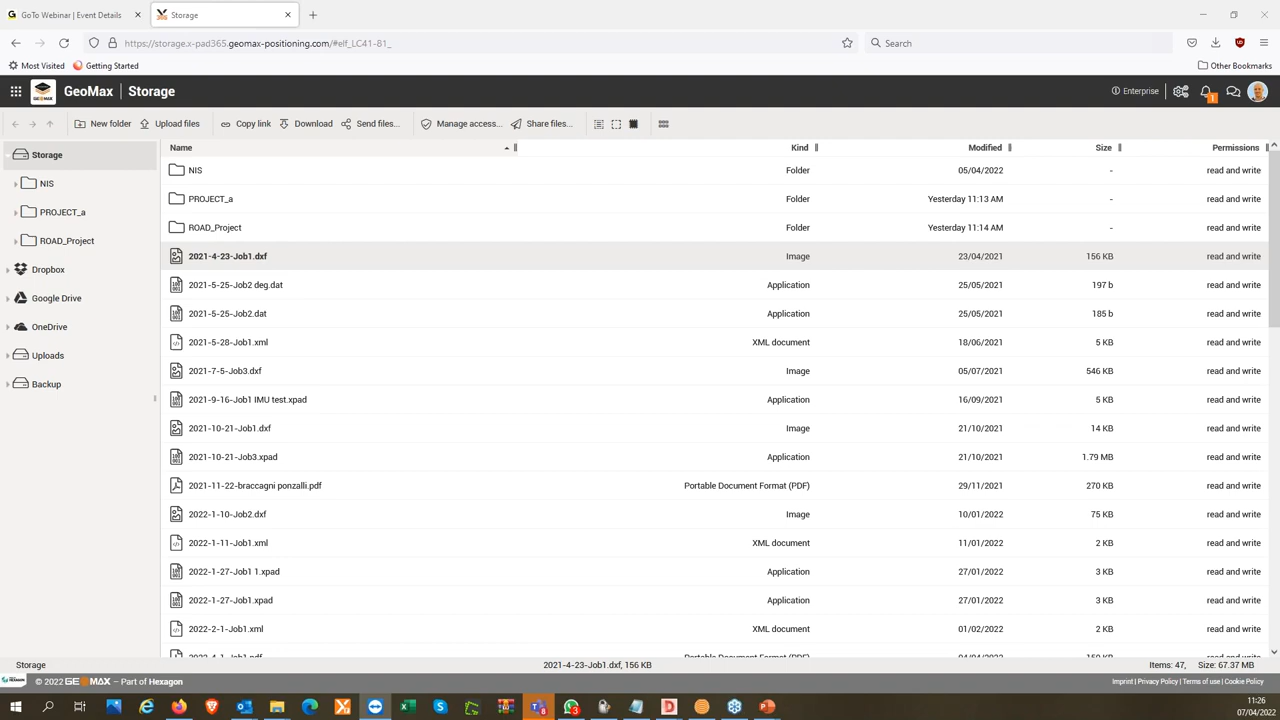 GoTo Webinar | Event Details
Storage
https://storage.x-pad365.geomax-positioning.com/#elf_LC41-81_
Search
Most Visited
Getting Started
Other Bookmarks
GeoMax | Storage
Enterprise
1
New folder
Upload files
Copy link
Download
Send files...
Manage access...
Share files...
Storage
NIS
PROJECT_a
ROAD_Project
Dropbox
Google Drive
OneDrive
Uploads
Backup
Name Kind Modified Size Permissions
NIS Folder 05/04/2022 - read and write
PROJECT_a Folder Yesterday 11:13 AM - read and write
ROAD_Project Folder Yesterday 11:14 AM - read and write
2021-4-23-Job1.dxf Image 23/04/2021 156 KB read and write
2021-5-25-Job2 deg.dat Application 25/05/2021 197 b read and write
2021-5-25-Job2.dat Application 25/05/2021 185 b read and write
2021-5-28-Job1.xml XML document 18/06/2021 5 KB read and write
2021-7-5-Job3.dxf Image 05/07/2021 546 KB read and write
2021-9-16-Job1 IMU test.xpad Application 16/09/2021 5 KB read and write
2021-10-21-Job1.dxf Image 21/10/2021 14 KB read and write
2021-10-21-Job3.xpad Application 21/10/2021 1.79 MB read and write
2021-11-22-braccagni ponzalli.pdf Portable Document Format (PDF) 29/11/2021 270 KB read and write
2022-1-10-Job2.dxf Image 10/01/2022 75 KB read and write
2022-1-11-Job1.xml XML document 11/01/2022 2 KB read and write
2022-1-27-Job1 1.xpad Application 27/01/2022 3 KB read and write
2022-1-27-Job1.xpad Application 27/01/2022 3 KB read and write
2022-2-1-Job1.xml XML document 01/02/2022 2 KB read and write
Storage
2021-4-23-Job1.dxf, 156 KB
Items: 47, Size: 67.37 MB
© 2022 GEOMAX – Part of Hexagon
Imprint | Privacy Policy | Terms of use | Cookie Policy
11:26
07/04/2022